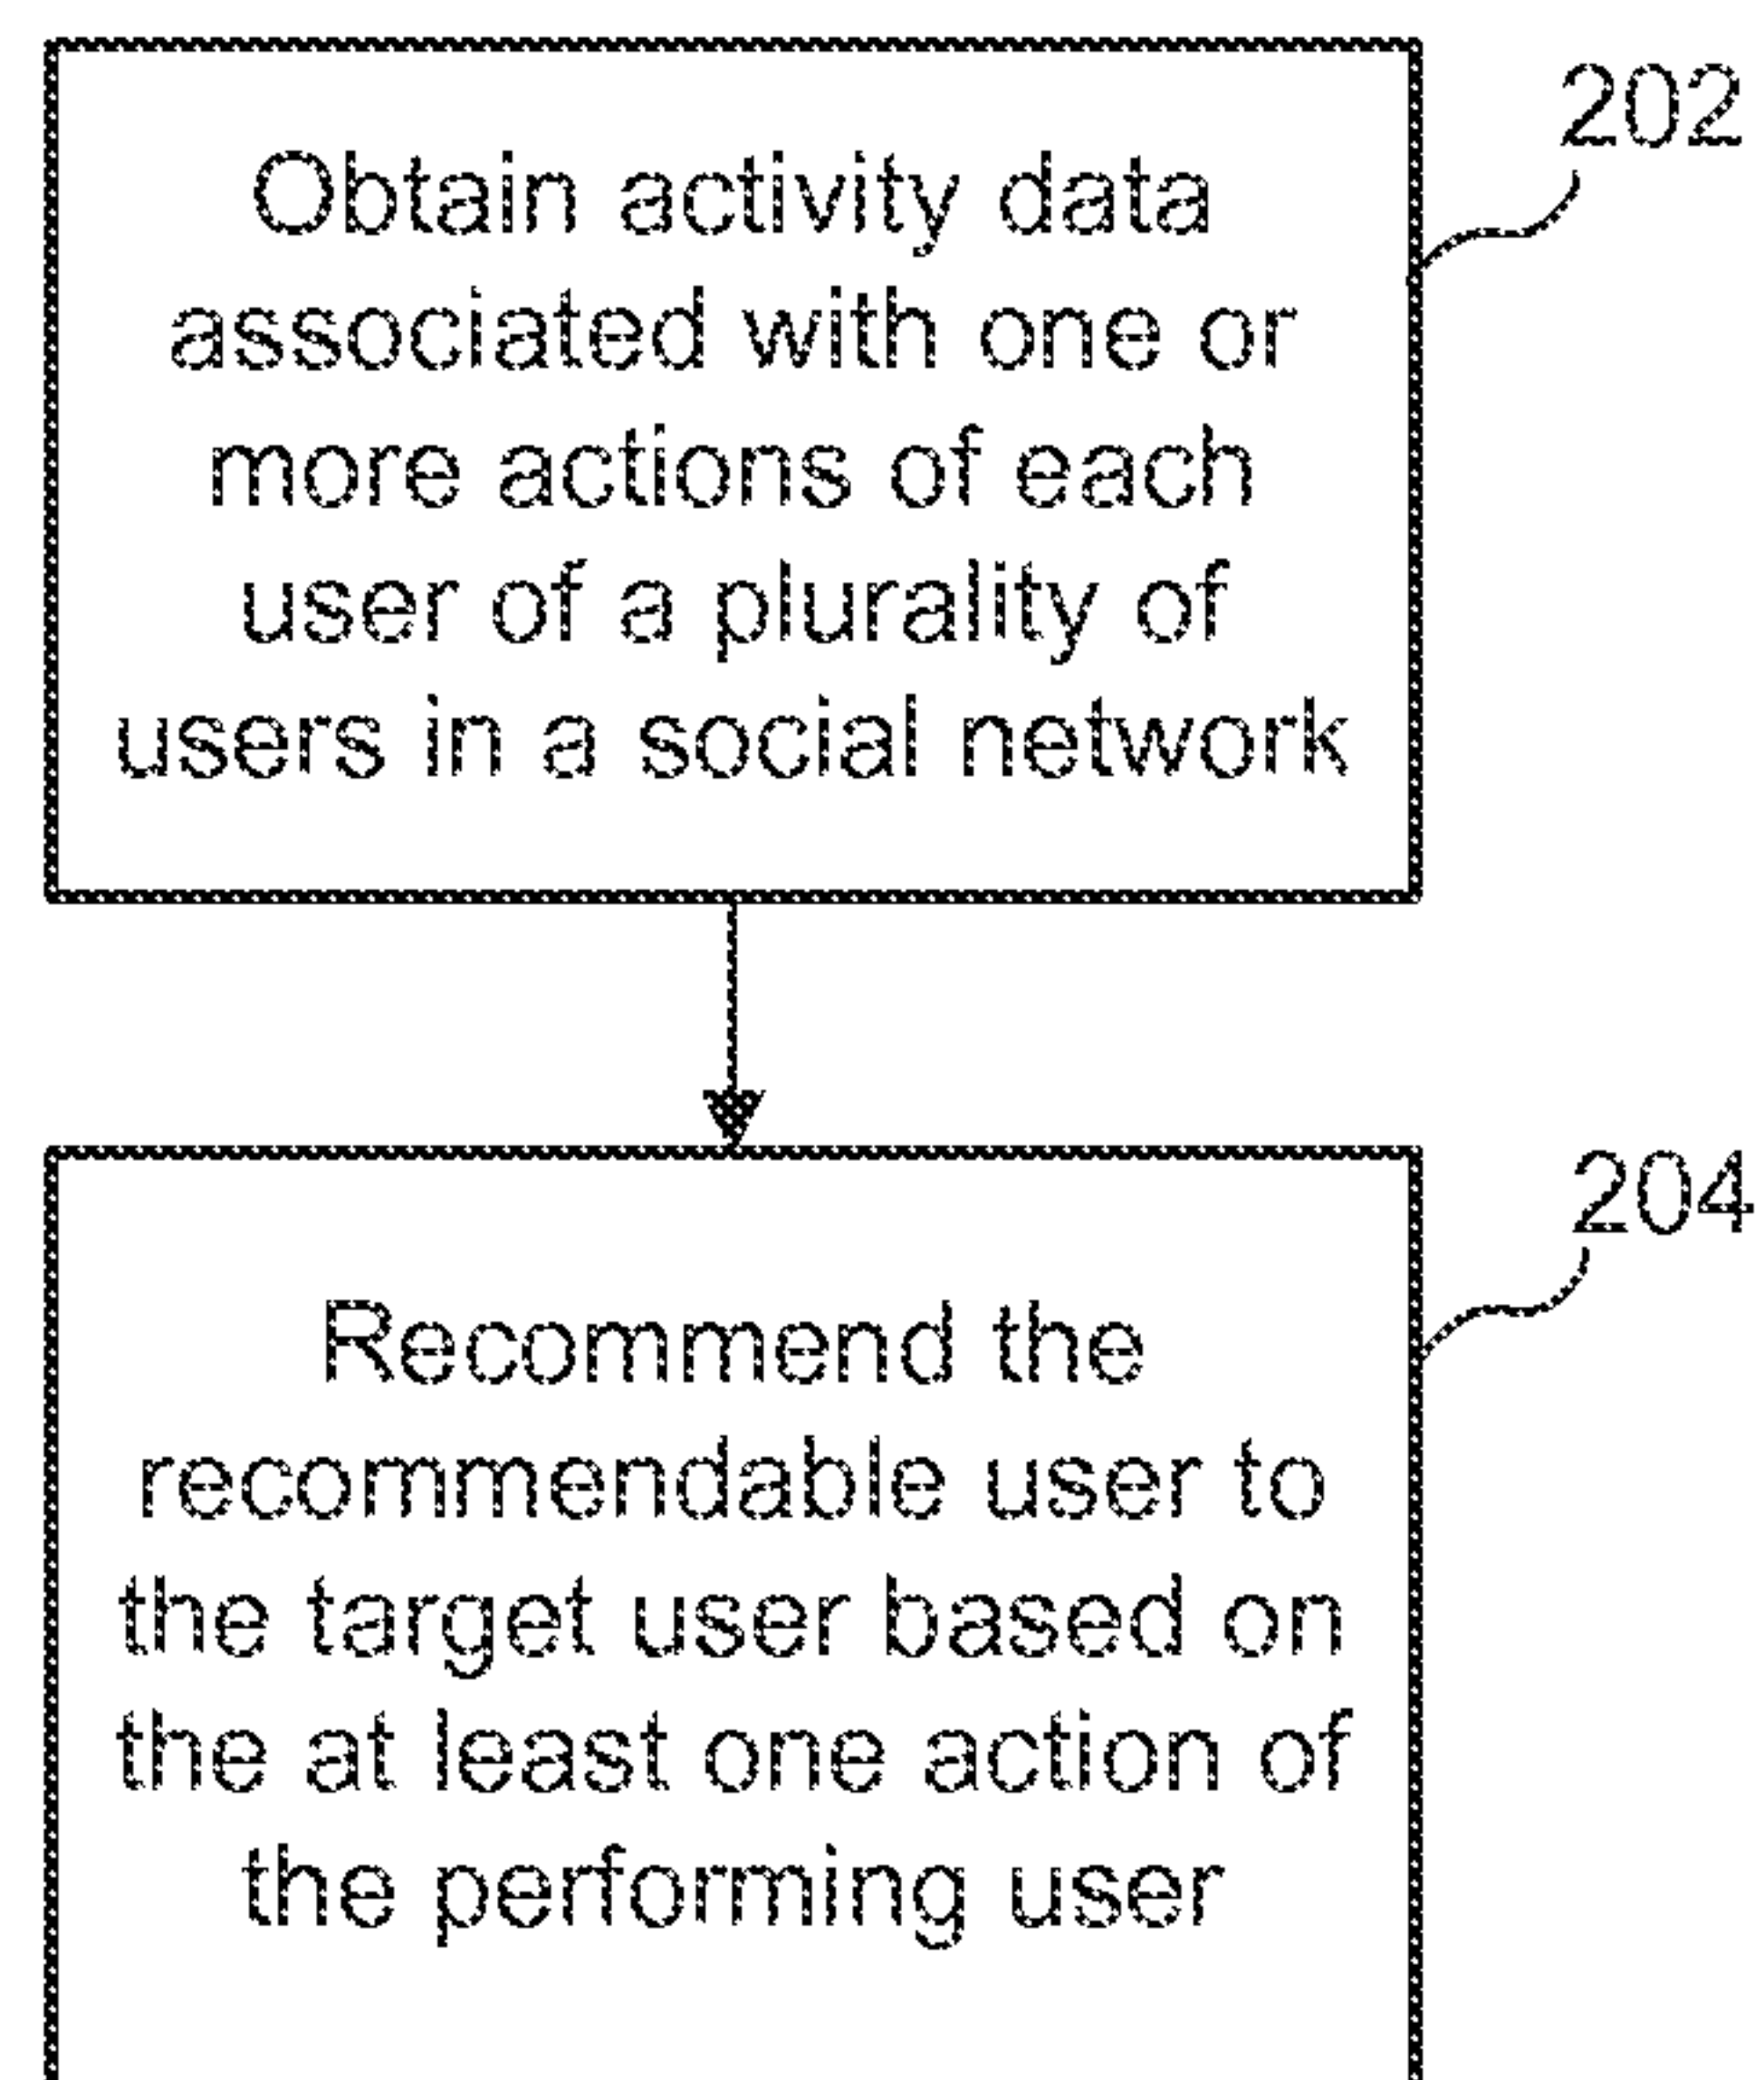 202
Obtain activity data
associated with one or
more actions of each
user of a plurality of
users in a social network
204
Recommend the
recommendable user to
the target user based on
the at least one action of
the performing user